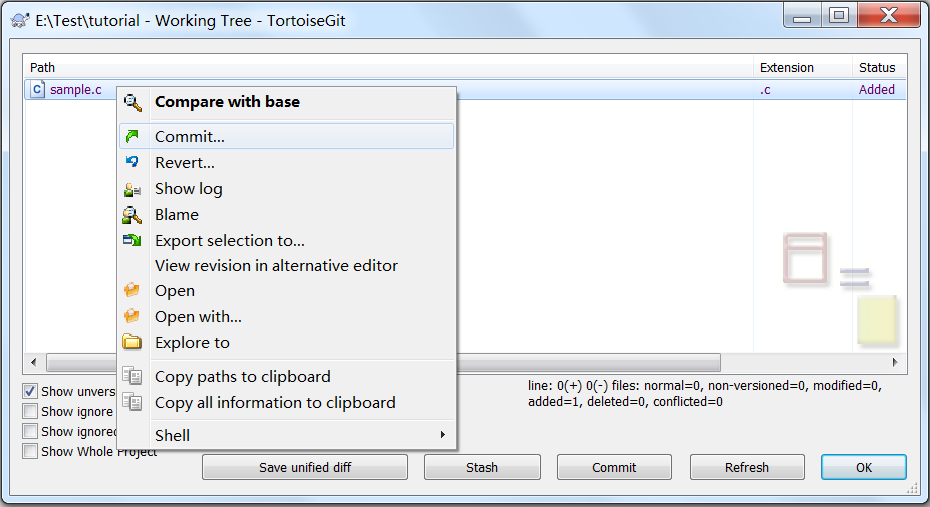 E:\Test\tutorial - Working Tree - TortoiseGit
Path Extension Status
sample.c .c Added
Compare with base
Commit...
Revert...
Show log
Blame
Export selection to...
View revision in alternative editor
Open
Open with...
Explore to
Copy paths to clipboard
Copy all information to clipboard
Shell
Show unvers
Show ignore
Show ignored
Show Whole Project
line: 0(+) 0(-) files: normal=0, non-versioned=0, modified=0,
added=1, deleted=0, conflicted=0
Save unified diff Stash Commit Refresh OK